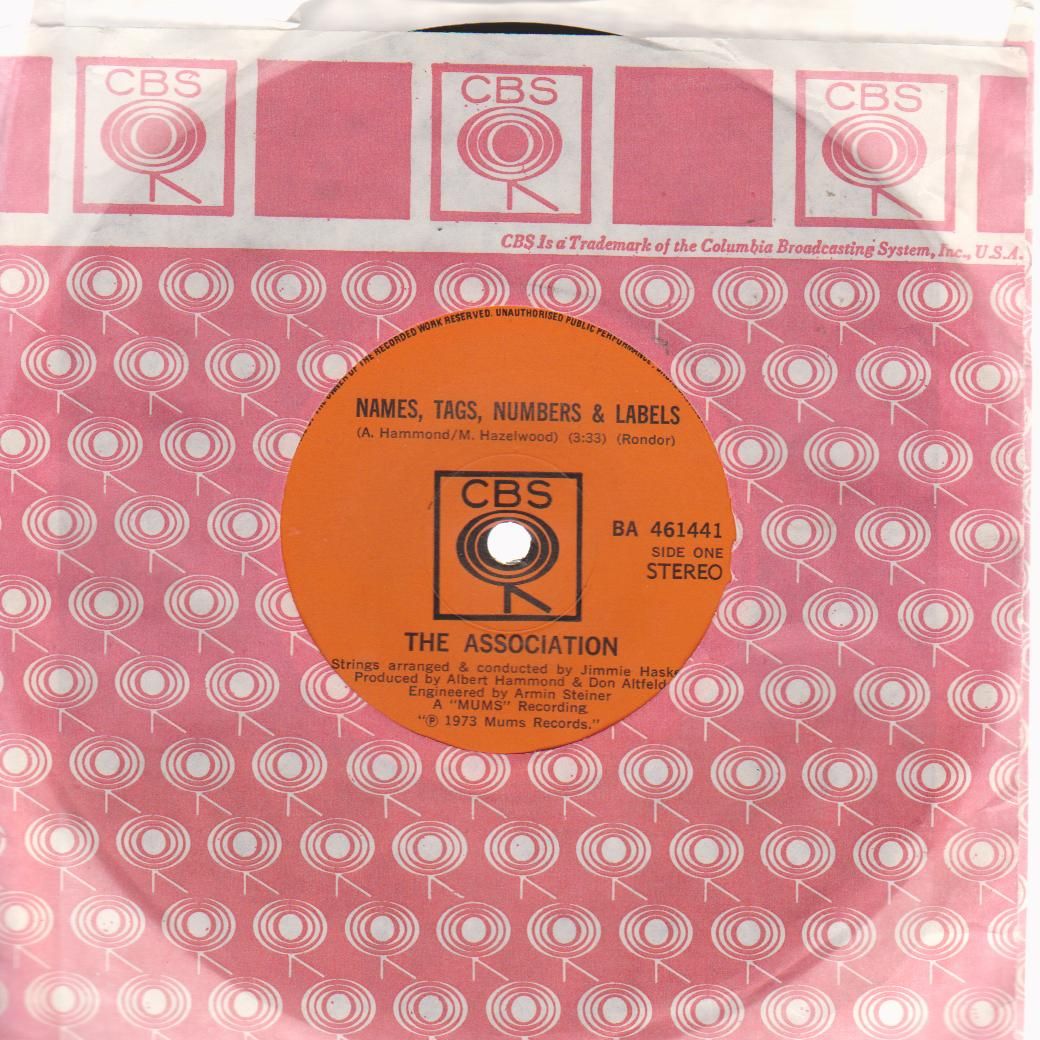 CBS CBS CBS
CBS Is a Trademark of the Columbia Broadcasting System, Inc., U.S.A.
OF THE RECORDED WORK RESERVED. UNAUTHORISED PUBLIC PERFORMANCE
NAMES, TAGS, NUMBERS & LABELS
(A. Hammond/M. Hazelwood) (3:33) (Rondor)
CBS
BA 461441
SIDE ONE
STEREO
THE ASSOCIATION
Strings arranged & conducted by Jimmie Haske
Produced by Albert Hammond & Don Altfeld
Engineered by Armin Steiner
A "MUMS" Recording
"℗ 1973 Mums Records."